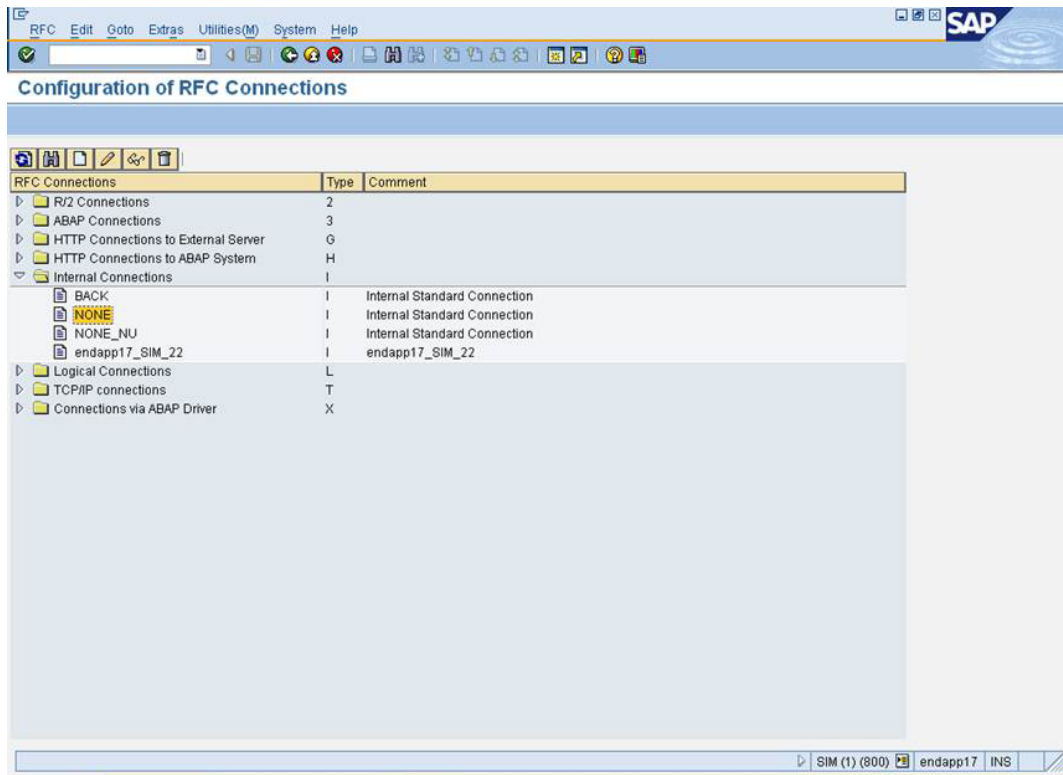 RFC Edit Goto Extras Utilities(M) System Help
SAP
Configuration of RFC Connections
RFC Connections Type Comment
R/2 Connections 2
ABAP Connections 3
HTTP Connections to External Server G
HTTP Connections to ABAP System H
Internal Connections I
BACK I Internal Standard Connection
NONE I Internal Standard Connection
NONE_NU I Internal Standard Connection
endapp17_SIM_22 I endapp17_SIM_22
Logical Connections L
TCP/IP connections T
Connections via ABAP Driver X
SIM (1) (800) endapp17 INS